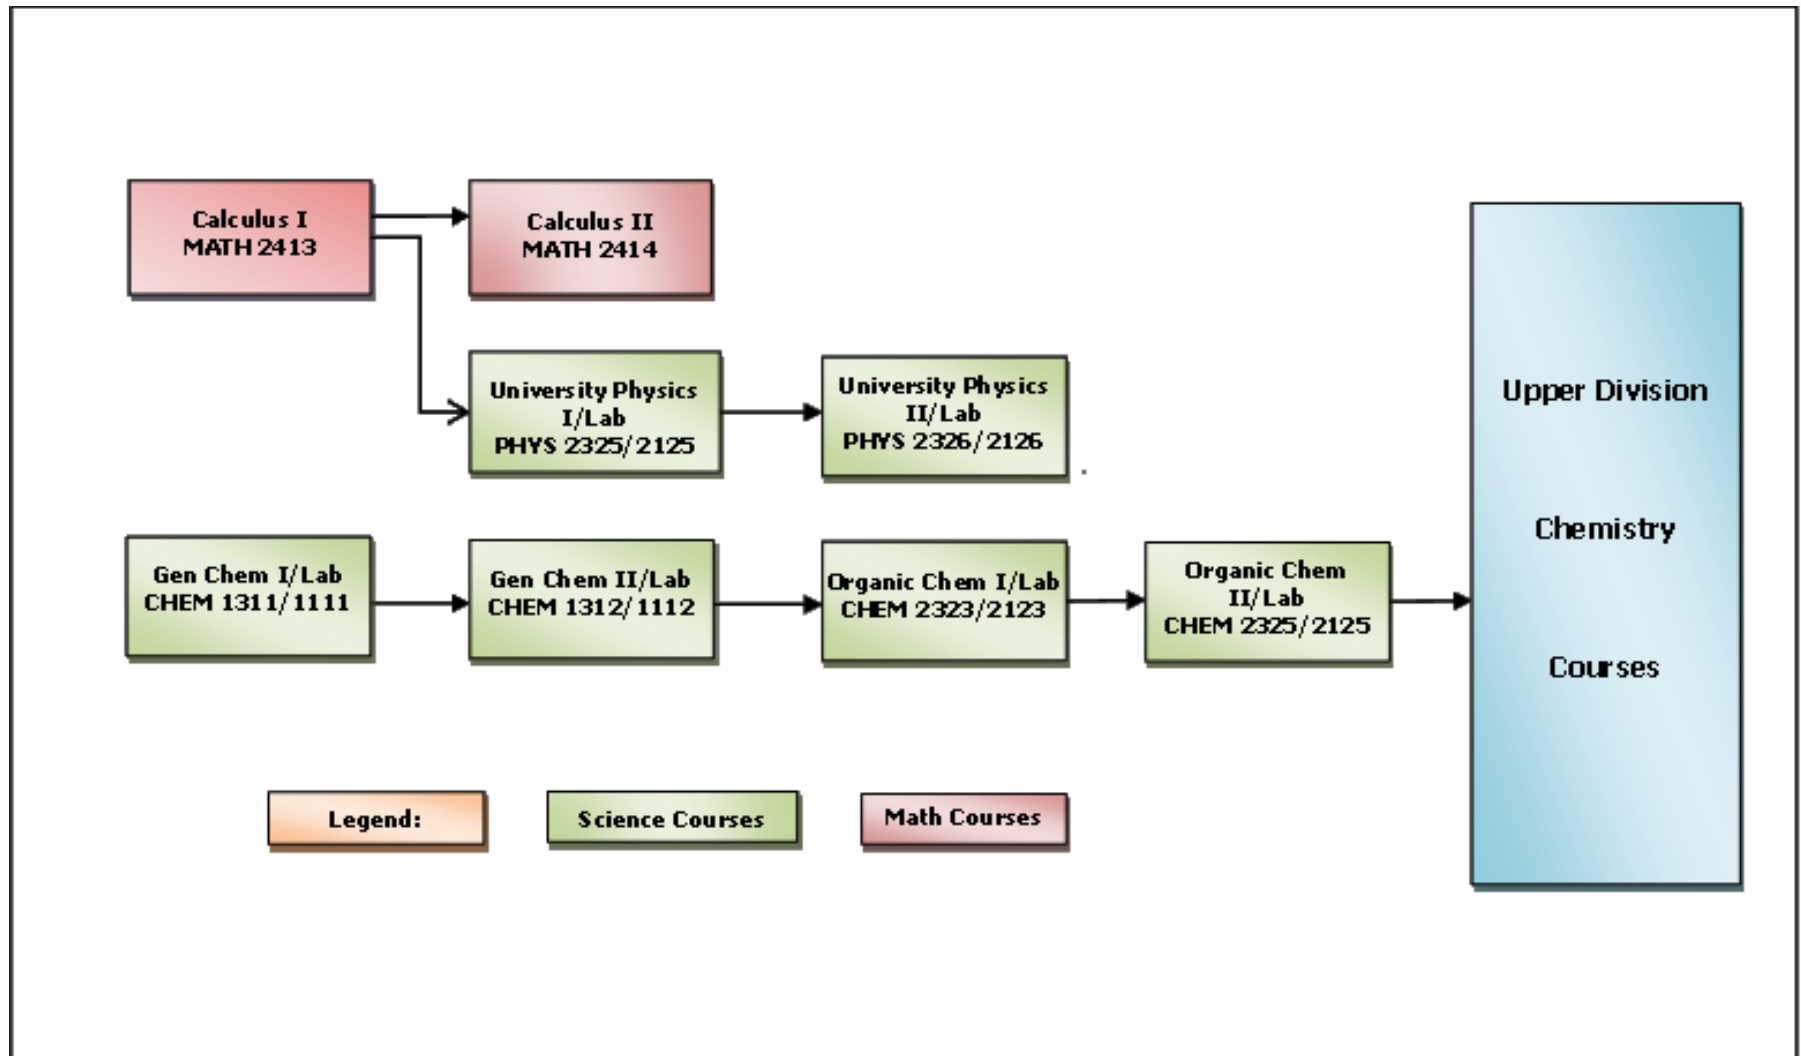 Calculus I
MATH 2413
Calculus II
MATH 2414
University Physics
I/Lab
PHYS 2325/2125
University Physics
II/Lab
PHYS 2326/2126
Gen Chem I/Lab
CHEM 1311/1111
Gen Chem II/Lab
CHEM 1312/1112
Organic Chem I/Lab
CHEM 2323/2123
Organic Chem
II/Lab
CHEM 2325/2125
Upper Division
Chemistry
Courses
Legend:
Science Courses
Math Courses